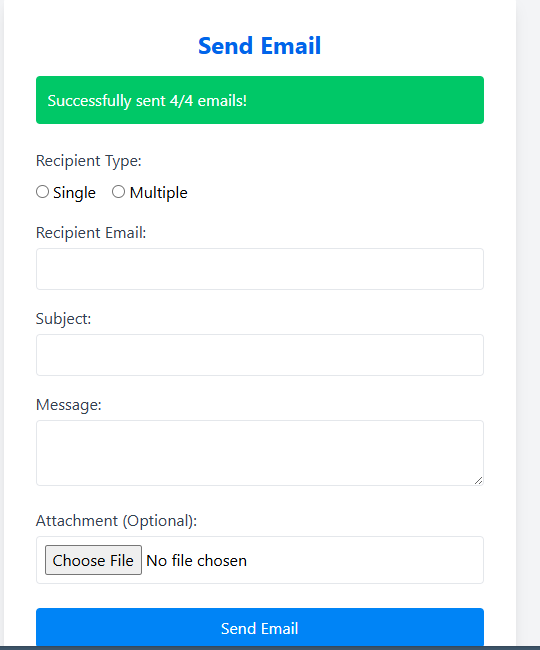 Send Email
Successfully sent 4/4 emails!
Recipient Type:
Single Multiple
Recipient Email:
Subject:
Message:
Attachment (Optional):
Choose File No file chosen
Send Email